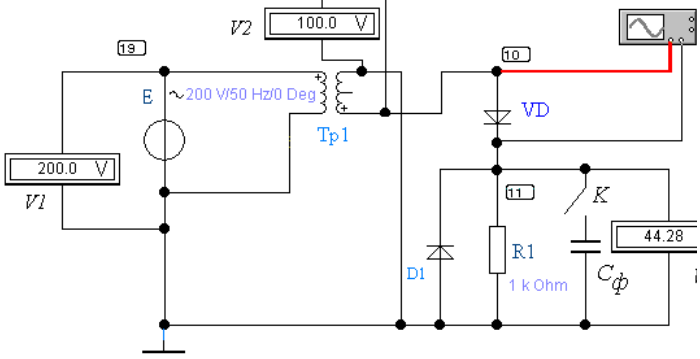 V2
100.0 V
19
10
E
~200 V/50 Hz/0 Deg
Tp1
VD
200.0 V
V1
11
K
44.28
R1
D1
Cф
1 k Ohm